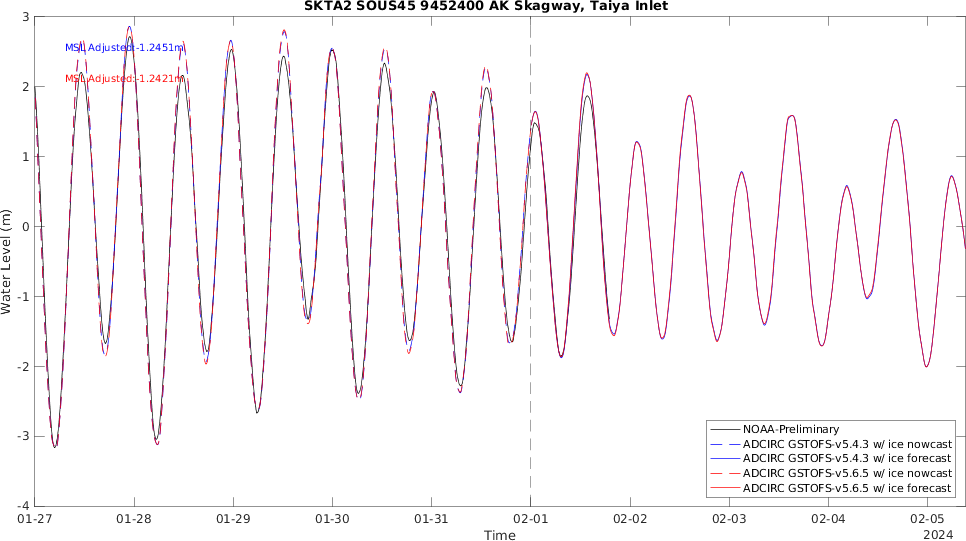 SKTA2 SOUS45 9452400 AK Skagway, Taiya Inlet
3
2
1
0
-1
-2
-3
-4
Water Level (m)
MSL Adjusted:-1.2451m
MSL Adjusted:-1.2421m
NOAA-Preliminary
ADCIRC GSTOFS-v5.4.3 w/ ice nowcast
ADCIRC GSTOFS-v5.4.3 w/ ice forecast
ADCIRC GSTOFS-v5.6.5 w/ ice nowcast
ADCIRC GSTOFS-v5.6.5 w/ ice forecast
01-27 01-28 01-29 01-30 01-31 02-01 02-02 02-03 02-04 02-05
Time
2024